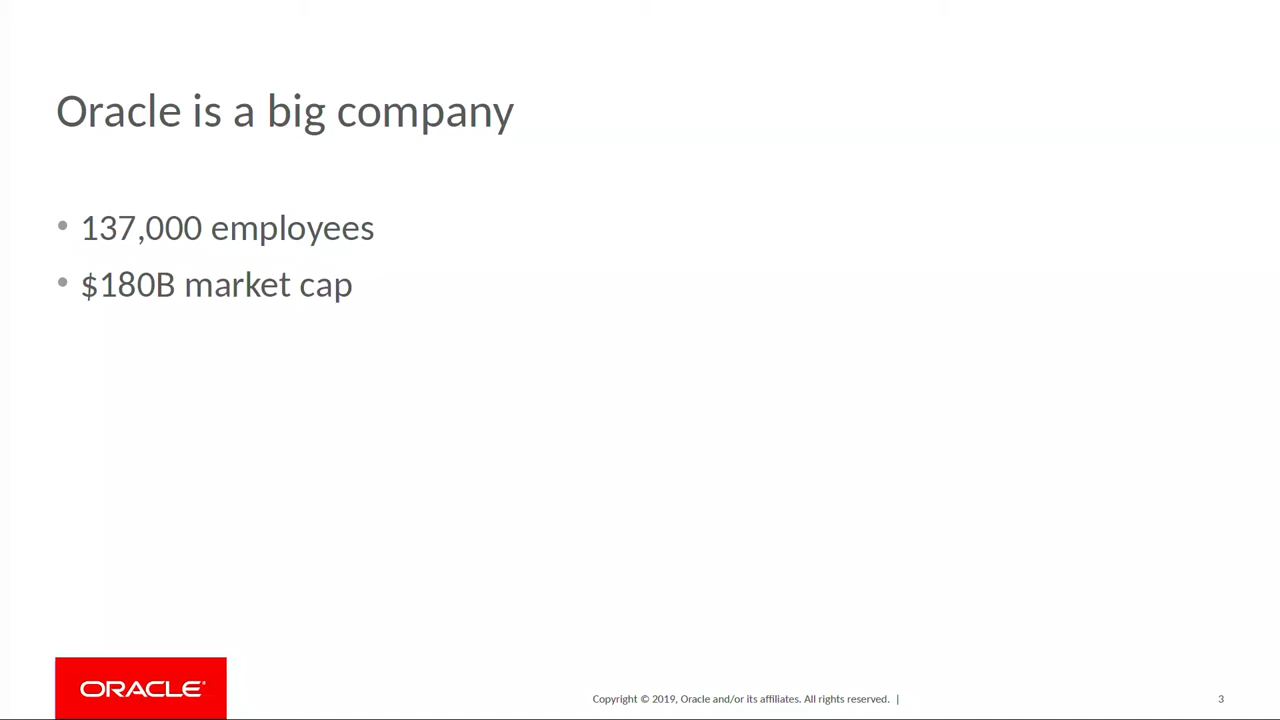 Oracle is a big company
• 137,000 employees
• $180B market cap
ORACLE®
Copyright © 2019, Oracle and/or its affiliates. All rights reserved. |
3